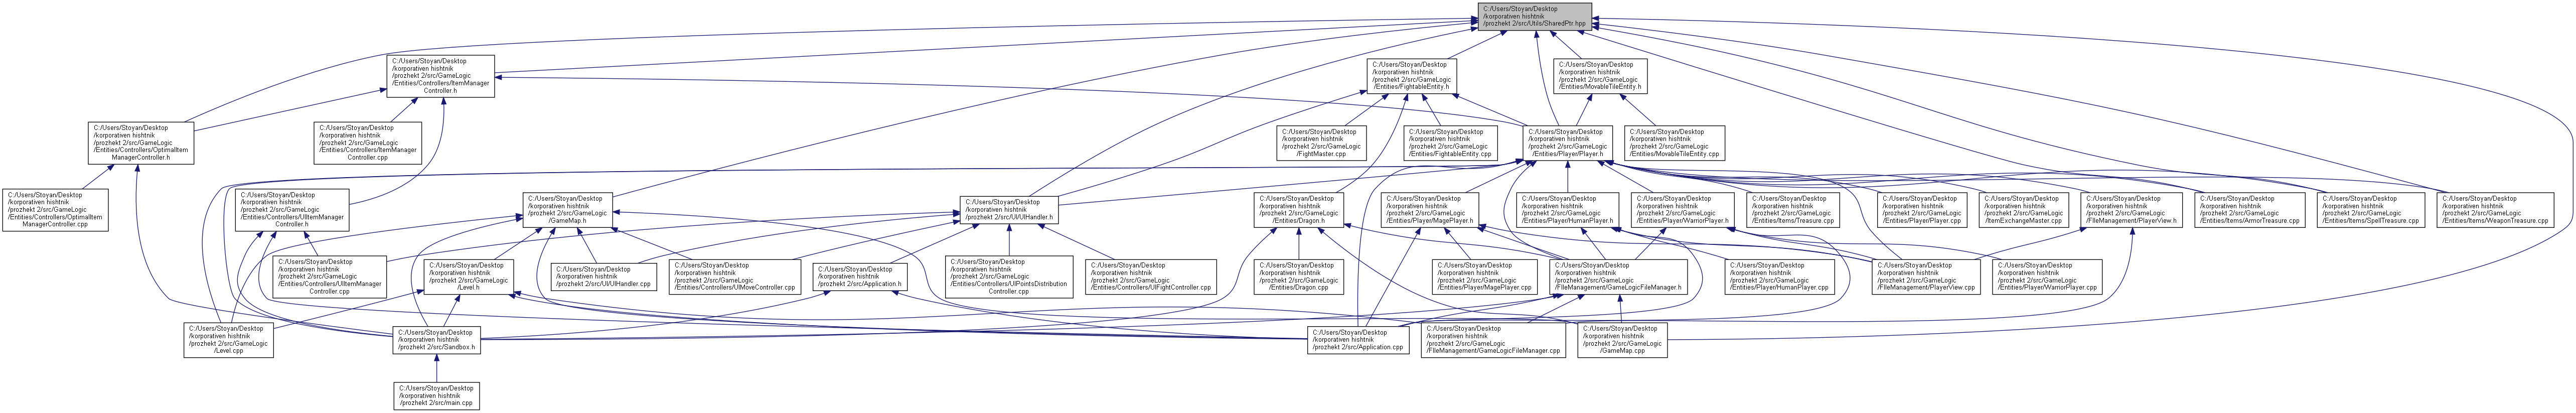 C:/Users/Stoyan/Desktop
/korporativen hishtnik
/prozhekt 2/src/Utils/SharedPtr.hpp
C:/Users/Stoyan/Desktop
/korporativen hishtnik
/prozhekt 2/src/GameLogic
/Entities/Controllers/ItemManager
Controller.h
C:/Users/Stoyan/Desktop
/korporativen hishtnik
/prozhekt 2/src/GameLogic
/Entities/FightableEntity.h
C:/Users/Stoyan/Desktop
/korporativen hishtnik
/prozhekt 2/src/GameLogic
/Entities/MovableTileEntity.h
C:/Users/Stoyan/Desktop
/korporativen hishtnik
/prozhekt 2/src/GameLogic
/Entities/Controllers/OptimalItem
ManagerController.h
C:/Users/Stoyan/Desktop
/korporativen hishtnik
/prozhekt 2/src/GameLogic
/Entities/Controllers/ItemManager
Controller.cpp
C:/Users/Stoyan/Desktop
/korporativen hishtnik
/prozhekt 2/src/GameLogic
/FightMaster.cpp
C:/Users/Stoyan/Desktop
/korporativen hishtnik
/prozhekt 2/src/GameLogic
/Entities/FightableEntity.cpp
C:/Users/Stoyan/Desktop
/korporativen hishtnik
/prozhekt 2/src/GameLogic
/Entities/Player/Player.h
C:/Users/Stoyan/Desktop
/korporativen hishtnik
/prozhekt 2/src/GameLogic
/Entities/MovableTileEntity.cpp
C:/Users/Stoyan/Desktop
/korporativen hishtnik
/prozhekt 2/src/GameLogic
/Entities/Controllers/OptimalItem
ManagerController.cpp
C:/Users/Stoyan/Desktop
/korporativen hishtnik
/prozhekt 2/src/GameLogic
/Entities/Controllers/UIItemManager
Controller.h
C:/Users/Stoyan/Desktop
/korporativen hishtnik
/prozhekt 2/src/GameLogic
/GameMap.h
C:/Users/Stoyan/Desktop
/korporativen hishtnik
/prozhekt 2/src/UI/UIHandler.h
C:/Users/Stoyan/Desktop
/korporativen hishtnik
/prozhekt 2/src/GameLogic
/Entities/Dragon.h
C:/Users/Stoyan/Desktop
/korporativen hishtnik
/prozhekt 2/src/GameLogic
/Entities/Player/MagePlayer.h
C:/Users/Stoyan/Desktop
/korporativen hishtnik
/prozhekt 2/src/GameLogic
/Entities/Player/HumanPlayer.h
C:/Users/Stoyan/Desktop
/korporativen hishtnik
/prozhekt 2/src/GameLogic
/Entities/Player/WarriorPlayer.h
C:/Users/Stoyan/Desktop
/korporativen hishtnik
/prozhekt 2/src/GameLogic
/Entities/Items/Treasure.cpp
C:/Users/Stoyan/Desktop
/korporativen hishtnik
/prozhekt 2/src/GameLogic
/Entities/Player/Player.cpp
C:/Users/Stoyan/Desktop
/korporativen hishtnik
/prozhekt 2/src/GameLogic
/ItemExchangeMaster.cpp
C:/Users/Stoyan/Desktop
/korporativen hishtnik
/prozhekt 2/src/GameLogic
/FIleManagement/PlayerView.h
C:/Users/Stoyan/Desktop
/korporativen hishtnik
/prozhekt 2/src/GameLogic
/Entities/Items/ArmorTreasure.cpp
C:/Users/Stoyan/Desktop
/korporativen hishtnik
/prozhekt 2/src/GameLogic
/Entities/Items/SpellTreasure.cpp
C:/Users/Stoyan/Desktop
/korporativen hishtnik
/prozhekt 2/src/GameLogic
/Entities/Items/WeaponTreasure.cpp
C:/Users/Stoyan/Desktop
/korporativen hishtnik
/prozhekt 2/src/GameLogic
/Entities/Controllers/UIItemManager
Controller.cpp
C:/Users/Stoyan/Desktop
/korporativen hishtnik
/prozhekt 2/src/GameLogic
/Level.h
C:/Users/Stoyan/Desktop
/korporativen hishtnik
/prozhekt 2/src/UI/UIHandler.cpp
C:/Users/Stoyan/Desktop
/korporativen hishtnik
/prozhekt 2/src/GameLogic
/Entities/Controllers/UIMoveController.cpp
C:/Users/Stoyan/Desktop
/korporativen hishtnik
/prozhekt 2/src/Application.h
C:/Users/Stoyan/Desktop
/korporativen hishtnik
/prozhekt 2/src/GameLogic
/Entities/Controllers/UIPointsDistribution
Controller.cpp
C:/Users/Stoyan/Desktop
/korporativen hishtnik
/prozhekt 2/src/GameLogic
/Entities/Controllers/UIFightController.cpp
C:/Users/Stoyan/Desktop
/korporativen hishtnik
/prozhekt 2/src/GameLogic
/Entities/Dragon.cpp
C:/Users/Stoyan/Desktop
/korporativen hishtnik
/prozhekt 2/src/GameLogic
/Entities/Player/MagePlayer.cpp
C:/Users/Stoyan/Desktop
/korporativen hishtnik
/prozhekt 2/src/GameLogic
/FIleManagement/GameLogicFileManager.h
C:/Users/Stoyan/Desktop
/korporativen hishtnik
/prozhekt 2/src/GameLogic
/Entities/Player/HumanPlayer.cpp
C:/Users/Stoyan/Desktop
/korporativen hishtnik
/prozhekt 2/src/GameLogic
/FIleManagement/PlayerView.cpp
C:/Users/Stoyan/Desktop
/korporativen hishtnik
/prozhekt 2/src/GameLogic
/Entities/Player/WarriorPlayer.cpp
C:/Users/Stoyan/Desktop
/korporativen hishtnik
/prozhekt 2/src/GameLogic
/Level.cpp
C:/Users/Stoyan/Desktop
/korporativen hishtnik
/prozhekt 2/src/Sandbox.h
C:/Users/Stoyan/Desktop
/korporativen hishtnik
/prozhekt 2/src/Application.cpp
C:/Users/Stoyan/Desktop
/korporativen hishtnik
/prozhekt 2/src/GameLogic
/FIleManagement/GameLogicFileManager.cpp
C:/Users/Stoyan/Desktop
/korporativen hishtnik
/prozhekt 2/src/GameLogic
/GameMap.cpp
C:/Users/Stoyan/Desktop
/korporativen hishtnik
/prozhekt 2/src/main.cpp